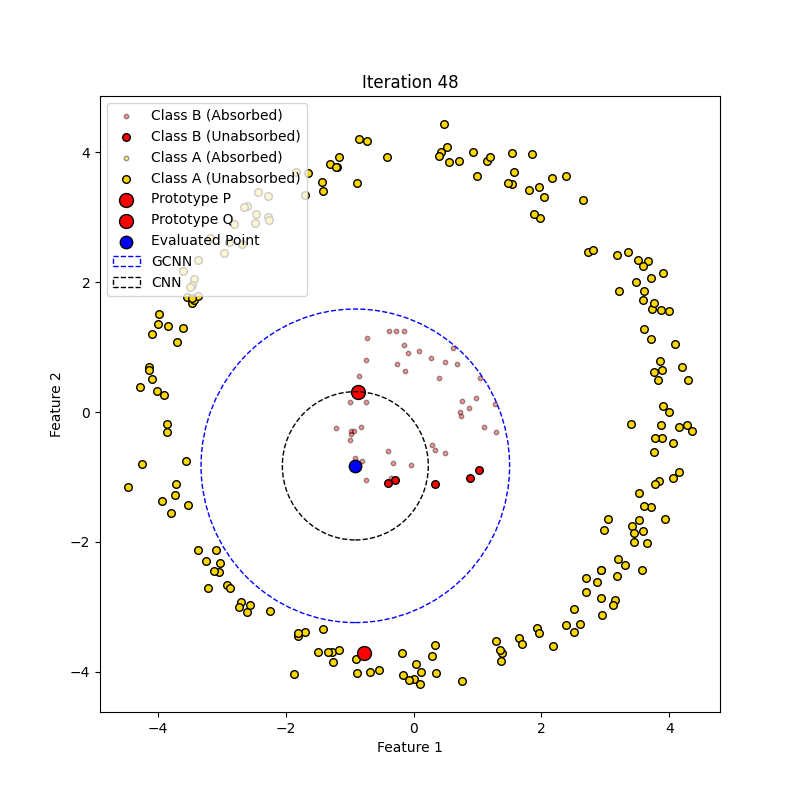 Iteration 48
Class B (Absorbed)
Class B (Unabsorbed)
Class A (Absorbed)
Class A (Unabsorbed)
Prototype P
Prototype Q
Evaluated Point
GCNN
CNN
4
2
0
−2
−4
Feature 2
−4 −2 0 2 4
Feature 1